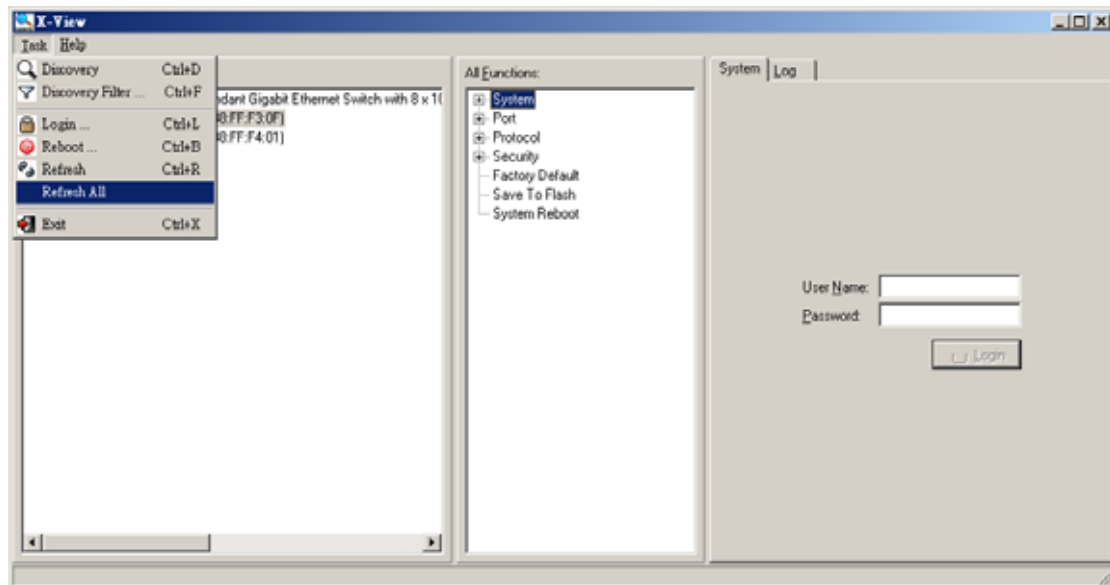 X-View
Task Help
Discovery Ctrl+D
Discovery Filter ... Ctrl+F
Login ... Ctrl+L
Reboot ... Ctrl+B
Refresh Ctrl+R
Refresh All
Exit Ctrl+X
dant Gigabit Ethernet Switch with 8 x 1
8:FF:F3:0F)
8:FF:F4:01)
All Functions:
System
Port
Protocol
Security
Factory Default
Save To Flash
System Reboot
System Log
User Name:
Password:
Login